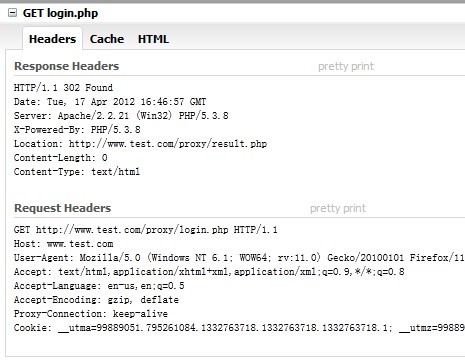 GET login.php
Headers Cache HTML
Response Headers pretty print
HTTP/1.1 302 Found
Date: Tue, 17 Apr 2012 16:46:57 GMT
Server: Apache/2.2.21 (Win32) PHP/5.3.8
X-Powered-By: PHP/5.3.8
Location: http://www.test.com/proxy/result.php
Content-Length: 0
Content-Type: text/html
Request Headers pretty print
GET http://www.test.com/proxy/login.php HTTP/1.1
Host: www.test.com
User-Agent: Mozilla/5.0 (Windows NT 6.1; WOW64; rv:11.0) Gecko/20100101 Firefox/11
Accept: text/html,application/xhtml+xml,application/xml;q=0.9,*/*;q=0.8
Accept-Language: en-us,en;q=0.5
Accept-Encoding: gzip, deflate
Proxy-Connection: keep-alive
Cookie: __utma=99889051.795261084.1332763718.1332763718.1332763718.1; __utmz=99889